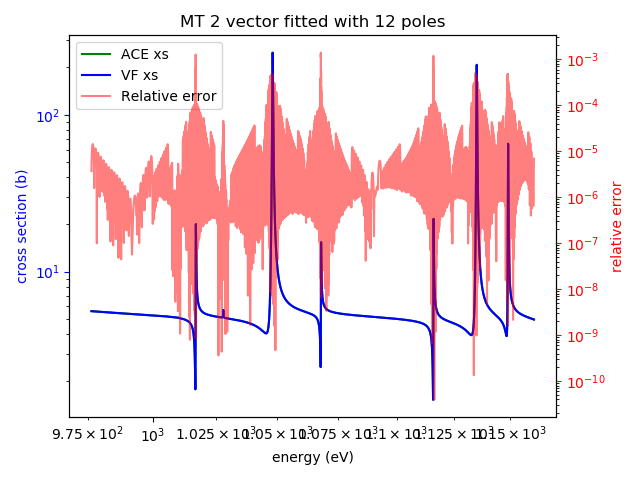 MT 2 vector fitted with 12 poles
ACE xs
VF xs
Relative error
cross section (b)
10²
10¹
relative error
10⁻³
10⁻⁴
10⁻⁵
10⁻⁶
10⁻⁷
10⁻⁸
10⁻⁹
10⁻¹⁰
9.75 × 10²
10³
1.025 × 10³
1.05 × 10³
1.075 × 10³
1.1 × 10³
1.125 × 10³
1.15 × 10³
energy (eV)